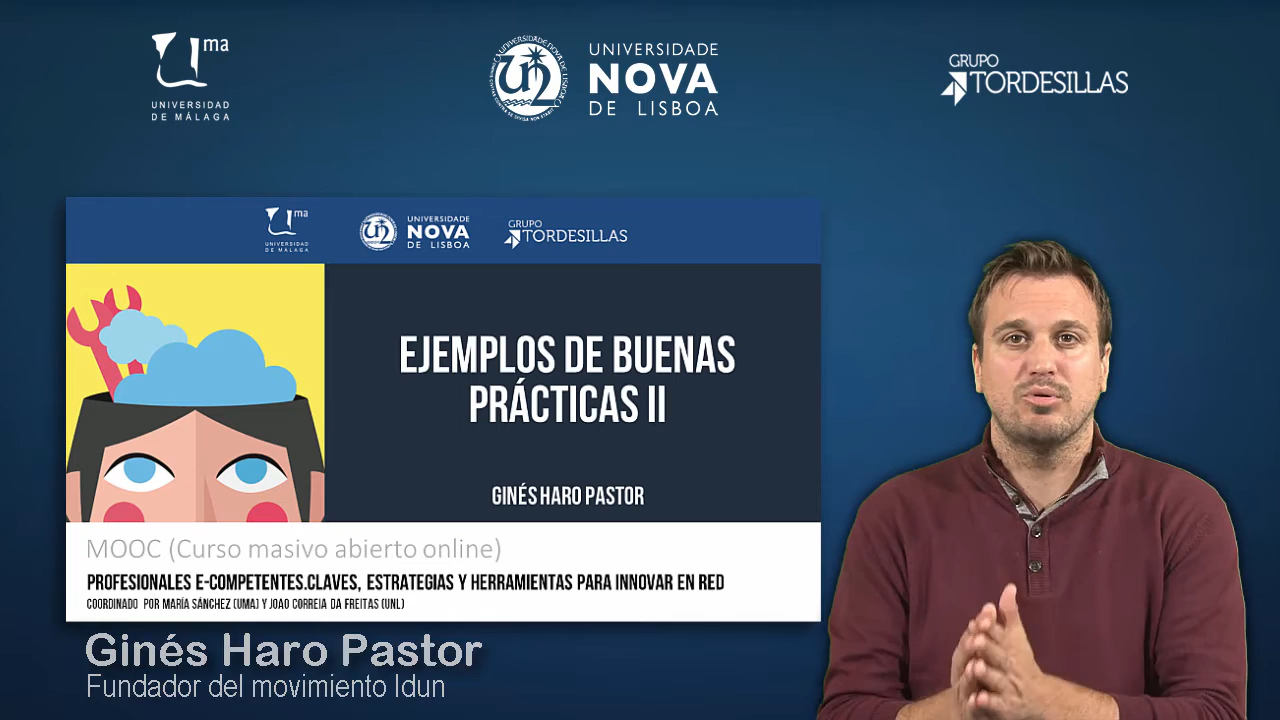 uma
UNIVERSIDAD
DE MÁLAGA
UNIVERSIDADE
NOVA
DE LISBOA
GRUPO
TORDESILLAS
uma
UNIVERSIDAD
DE MÁLAGA
UNIVERSIDADE
NOVA
DE LISBOA
GRUPO
TORDESILLAS
EJEMPLOS DE BUENAS
PRÁCTICAS II
GINÉS HARO PASTOR
MOOC (Curso masivo abierto online)
PROFESIONALES E-COMPETENTES.CLAVES, ESTRATEGIAS Y HERRAMIENTAS PARA INNOVAR EN RED
COORDINADO POR MARÍA SÁNCHEZ (UMA) Y JOAO CORREIA DA FREITAS (UNL)
Ginés Haro Pastor
Fundador del movimiento Idun